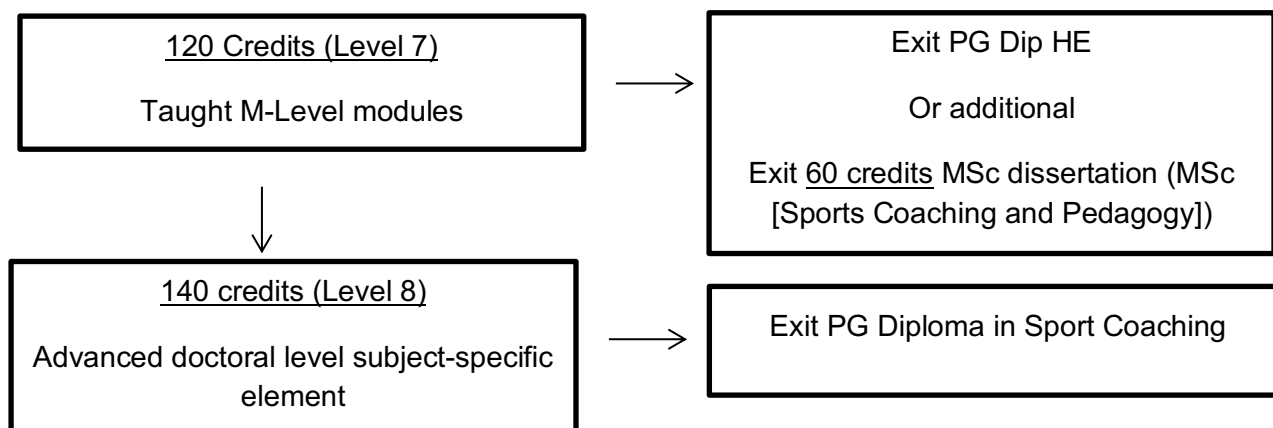 120 Credits (Level 7)
Taught M-Level modules
Exit PG Dip HE
Or additional
Exit 60 credits MSc dissertation (MSc
[Sports Coaching and Pedagogy])
140 credits (Level 8)
Advanced doctoral level subject-specific
element
Exit PG Diploma in Sport Coaching